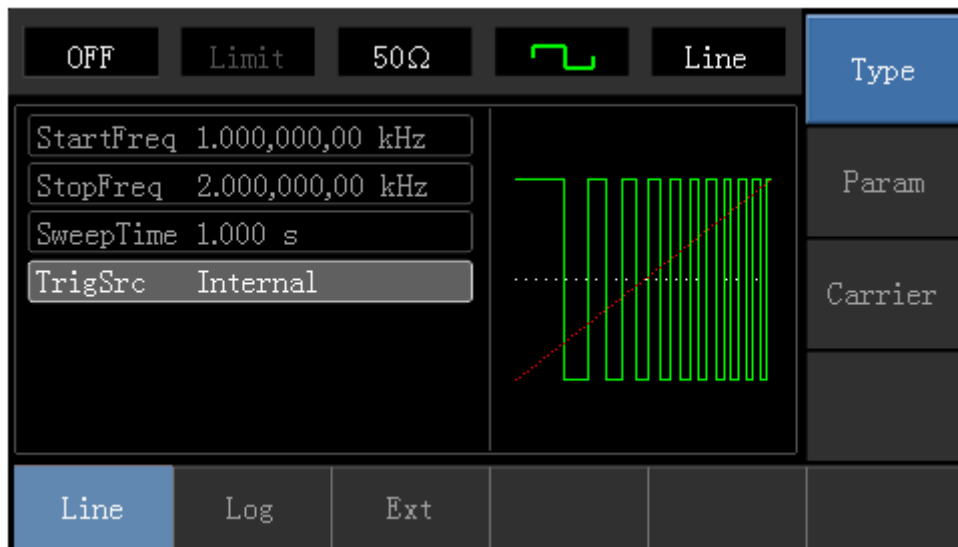 OFF Limit 50Ω Line
Type
StartFreq 1.000,000,00 kHz
StopFreq 2.000,000,00 kHz
SweepTime 1.000 s
TrigSrc Internal
Param
Carrier
Line Log Ext